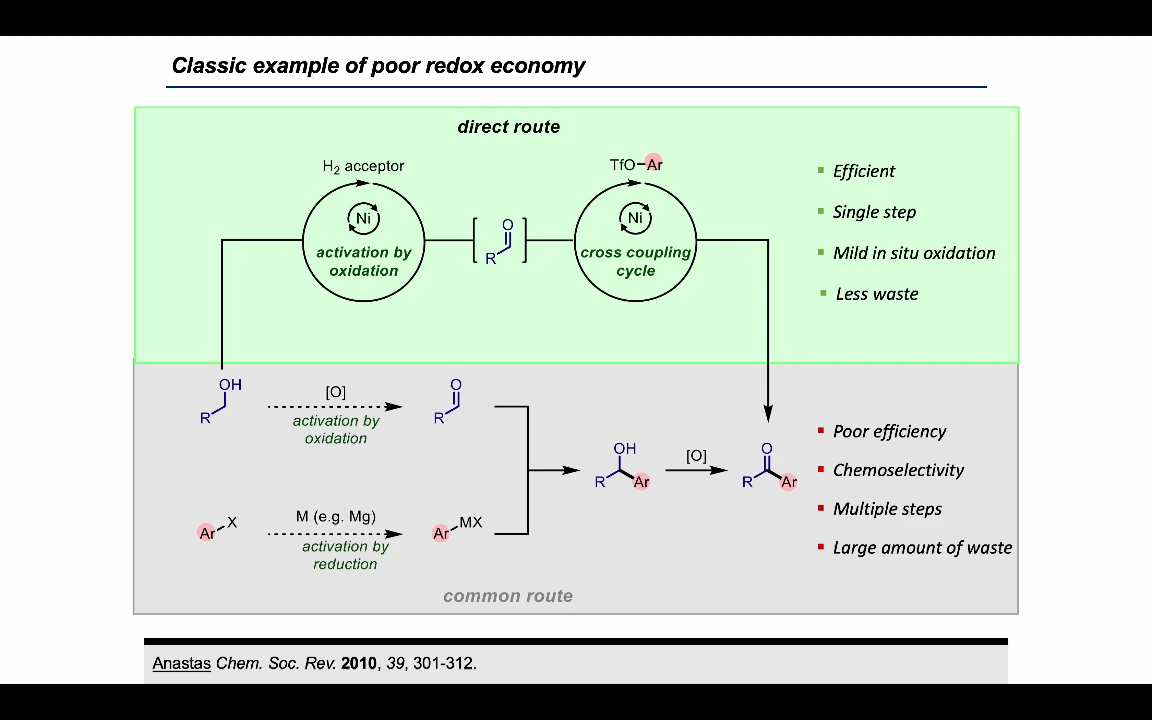 Classic example of poor redox economy
direct route
H2 acceptor
Ni
activation by
oxidation
O
R
TfO–Ar
Ni
cross coupling
cycle
▪ Efficient
▪ Single step
▪ Mild in situ oxidation
▪ Less waste
OH
R
[O]
activation by
oxidation
O
R
Ar X
M (e.g. Mg)
activation by
reduction
Ar MX
OH
R Ar
[O]
O
R Ar
▪ Poor efficiency
▪ Chemoselectivity
▪ Multiple steps
▪ Large amount of waste
common route
Anastas Chem. Soc. Rev. 2010, 39, 301-312.